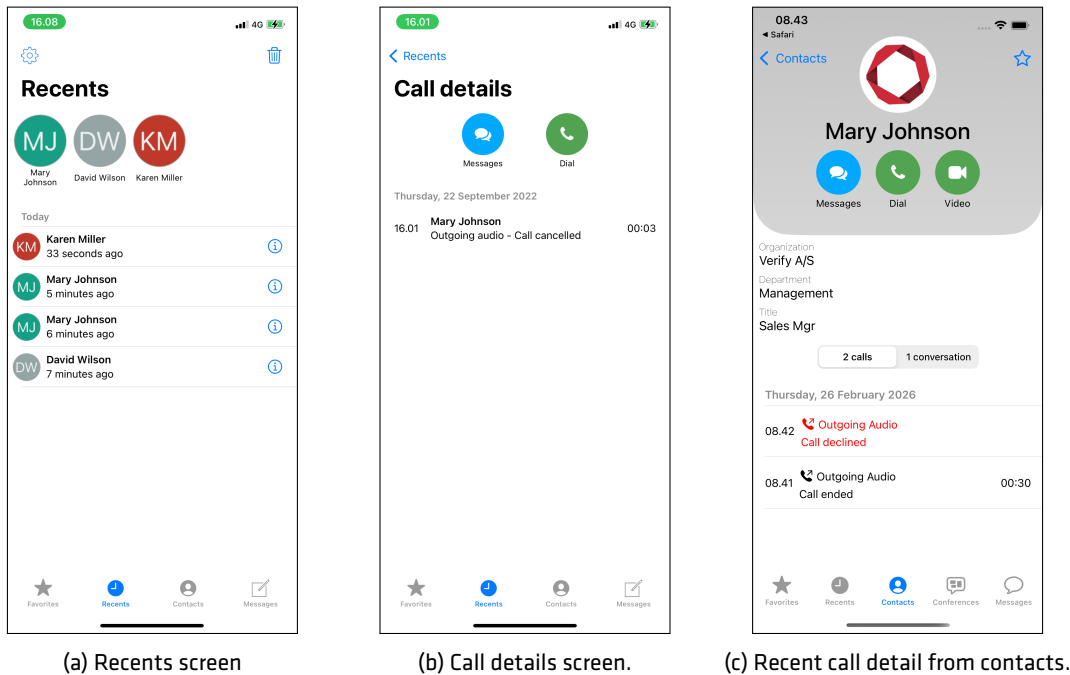 16.08
4G
Recents
MJ
DW
KM
Mary
Johnson
David Wilson
Karen Miller
Today
KM
Karen Miller
33 seconds ago
MJ
Mary Johnson
5 minutes ago
MJ
Mary Johnson
6 minutes ago
DW
David Wilson
7 minutes ago
Favorites
Recents
Contacts
Messages
(a) Recents screen
16.01
4G
Recents
Call details
Messages
Dial
Thursday, 22 September 2022
16.01
Mary Johnson
Outgoing audio - Call cancelled
00:03
Favorites
Recents
Contacts
Messages
(b) Call details screen.
08.43
Safari
Contacts
Mary Johnson
Messages
Dial
Video
Organization
Verify A/S
Department
Management
Title
Sales Mgr
2 calls
1 conversation
Thursday, 26 February 2026
08.42
Outgoing Audio
Call declined
08.41
Outgoing Audio
Call ended
00:30
Favorites
Recents
Contacts
Conferences
Messages
(c) Recent call detail from contacts.